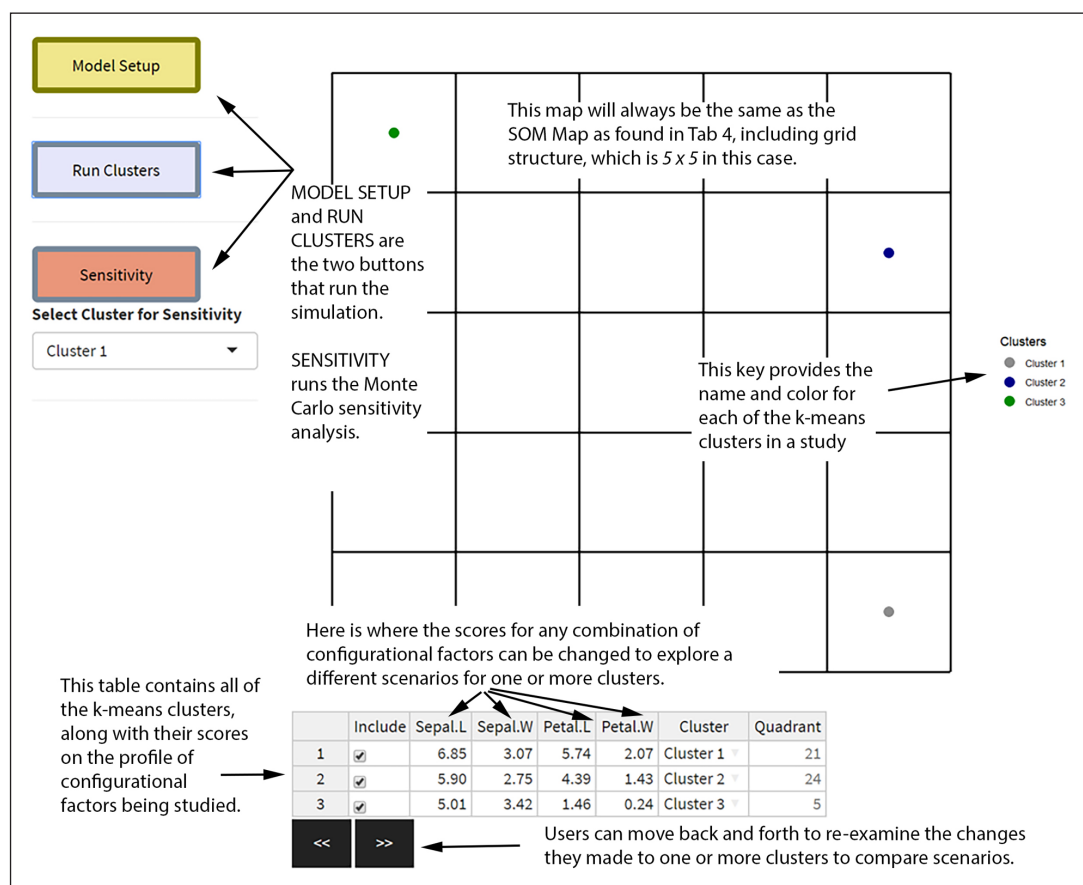 Model Setup
Run Clusters
Sensitivity
Select Cluster for Sensitivity
Cluster 1
MODEL SETUP
and RUN
CLUSTERS are
the two buttons
that run the
simulation.
SENSITIVITY
runs the Monte
Carlo sensitivity
analysis.
This map will always be the same as the
SOM Map as found in Tab 4, including grid
structure, which is 5 x 5 in this case.
This key provides the
name and color for
each of the k-means
clusters in a study
Clusters
Cluster 1
Cluster 2
Cluster 3
Here is where the scores for any combination of
configurational factors can be changed to explore a
different scenarios for one or more clusters.
This table contains all of
the k-means clusters,
along with their scores
on the profile of
configurational
factors being studied.
Include Sepal.L Sepal.W Petal.L Petal.W Cluster Quadrant
1 6.85 3.07 5.74 2.07 Cluster 1 21
2 5.90 2.75 4.39 1.43 Cluster 2 24
3 5.01 3.42 1.46 0.24 Cluster 3 5
<< >>
Users can move back and forth to re-examine the changes
they made to one or more clusters to compare scenarios.